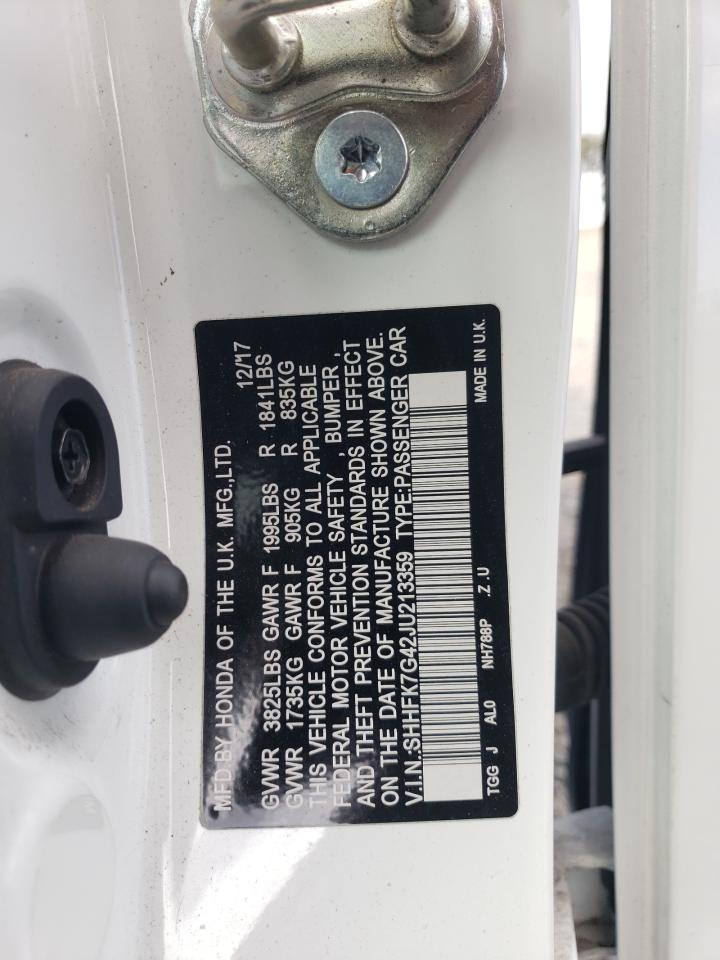 MFD BY HONDA OF THE U.K. MFG.,LTD. 12/17
GVWR 3825LBS GAWR F 1995LBS R 1841LBS
GVWR 1735KG GAWR F 905KG R 835KG
THIS VEHICLE CONFORMS TO ALL APPLICABLE
FEDERAL MOTOR VEHICLE SAFETY , BUMPER ,
AND THEFT PREVENTION STANDARDS IN EFFECT
ON THE DATE OF MANUFACTURE SHOWN ABOVE.
V.I.N.:SHHFK7G42JU213359 TYPE:PASSENGER CAR
TGG J AL0 NH788P .Z .U MADE IN U.K.